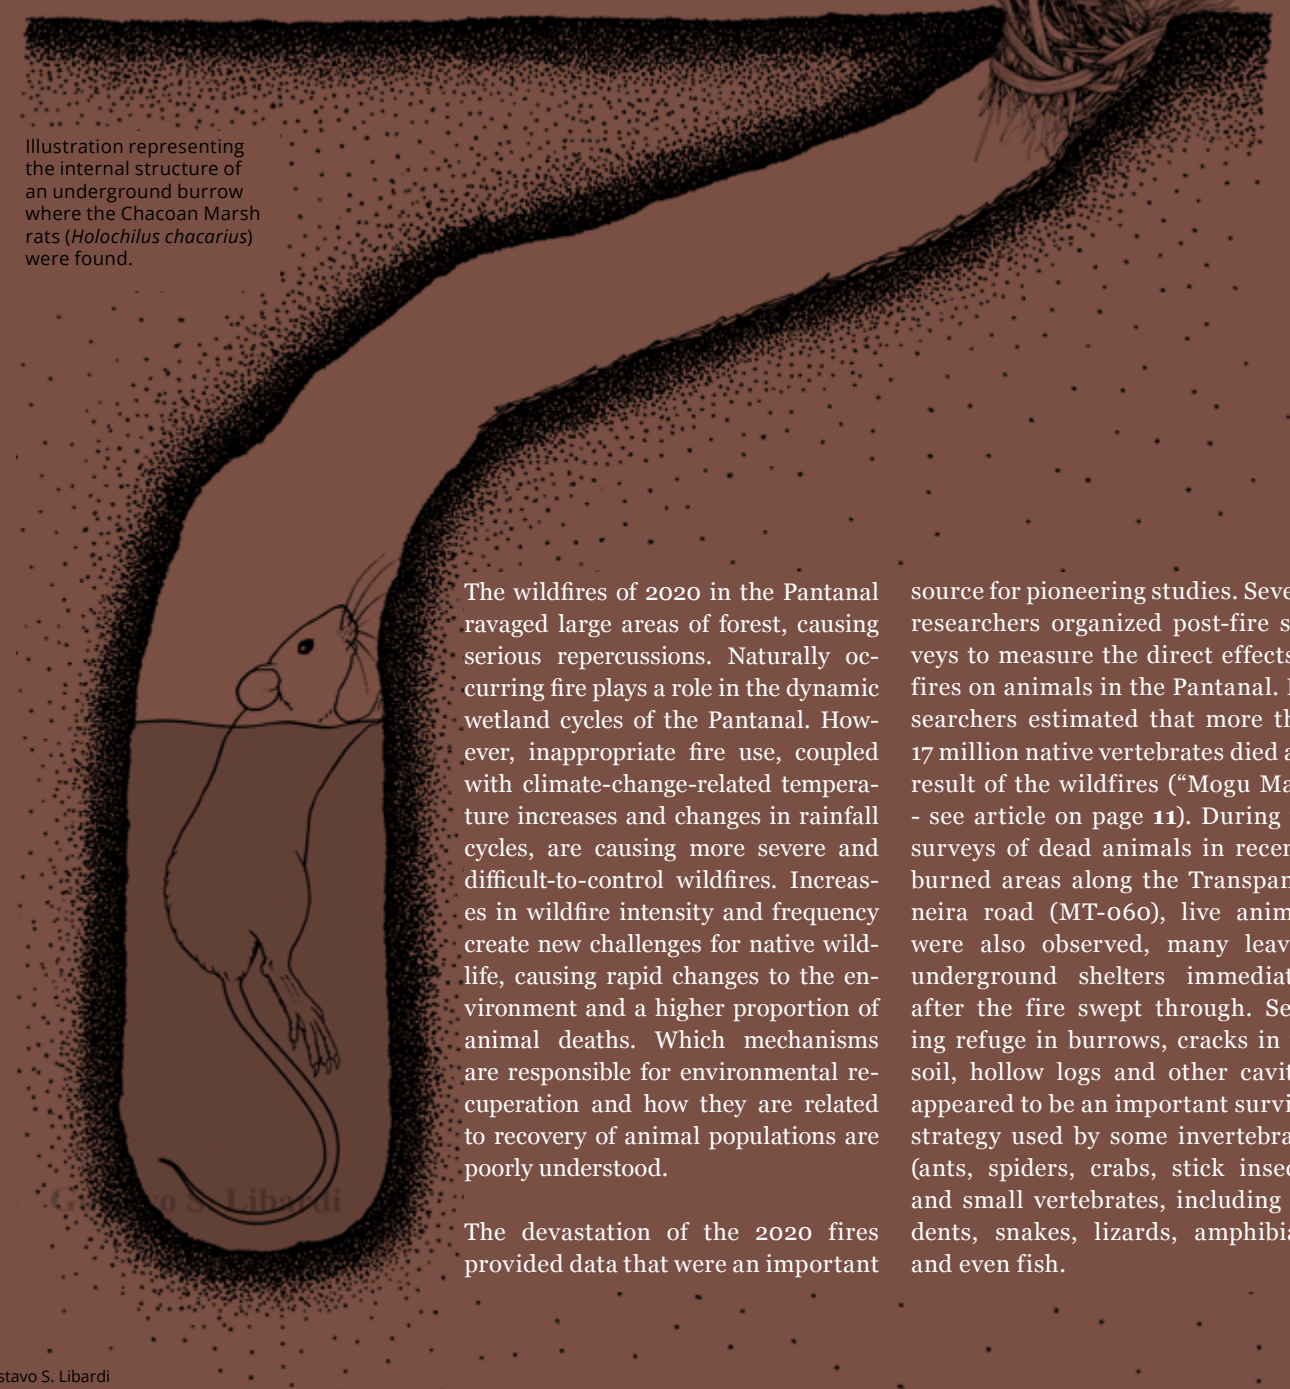 Illustration representing
the internal structure of
an underground burrow
where the Chacoan Marsh
rats (Holochilus chacarius)
were found.
The wildfires of 2020 in the Pantanal
ravaged large areas of forest, causing
serious repercussions. Naturally oc-
curring fire plays a role in the dynamic
wetland cycles of the Pantanal. How-
ever, inappropriate fire use, coupled
with climate-change-related tempera-
ture increases and changes in rainfall
cycles, are causing more severe and
difficult-to-control wildfires. Increas-
es in wildfire intensity and frequency
create new challenges for native wild-
life, causing rapid changes to the en-
vironment and a higher proportion of
animal deaths. Which mechanisms
are responsible for environmental re-
cuperation and how they are related
to recovery of animal populations are
poorly understood.
The devastation of the 2020 fires
provided data that were an important
source for pioneering studies. Seve
researchers organized post-fire s
veys to measure the direct effects
fires on animals in the Pantanal.
searchers estimated that more th
17 million native vertebrates died a
result of the wildfires (“Mogu Ma
- see article on page 11). During
surveys of dead animals in recen
burned areas along the Transpan
neira road (MT-060), live anim
were also observed, many leav
underground shelters immediat
after the fire swept through. Se
ing refuge in burrows, cracks in
soil, hollow logs and other cavit
appeared to be an important survi
strategy used by some invertebra
(ants, spiders, crabs, stick insec
and small vertebrates, including
dents, snakes, lizards, amphibia
and even fish.
S. Libardi
stavo S. Libardi